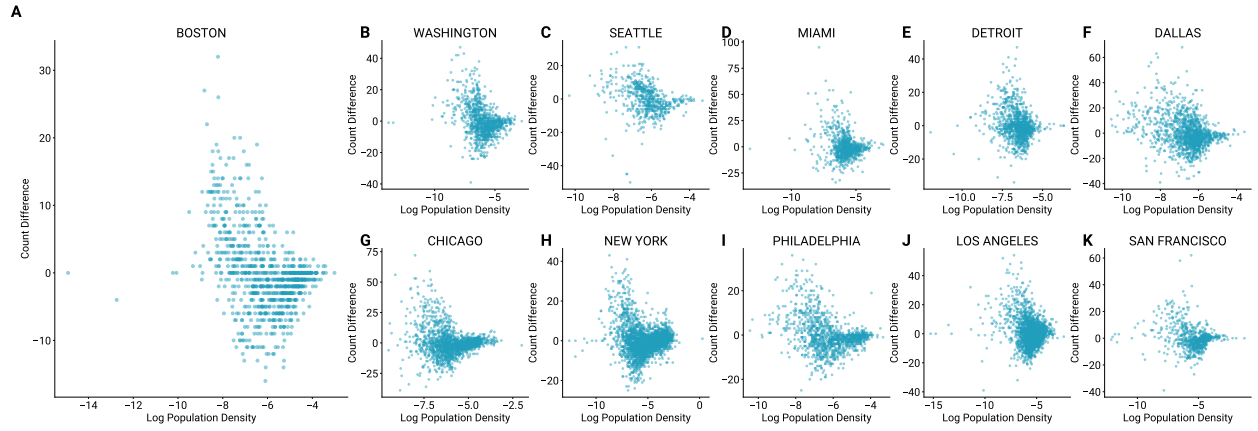 A
BOSTON
30
20
10
0
−10
Count Difference
−14
−12
−10
−8
−6
−4
Log Population Density
B
WASHINGTON
40
20
0
−20
−40
Count Difference
−10
−5
Log Population Density
C
SEATTLE
20
0
−20
−40
Count Difference
−10
−8
−6
−4
Log Population Density
D
MIAMI
100
75
50
25
0
−25
Count Difference
−10
−5
Log Population Density
E
DETROIT
40
20
0
−20
Count Difference
−10.0
−7.5
−5.0
Log Population Density
F
DALLAS
60
40
20
0
−20
−40
Count Difference
−10
−8
−6
−4
Log Population Density
G
CHICAGO
75
50
25
0
−25
Count Difference
−7.5
−5.0
−2.5
Log Population Density
H
NEW YORK
40
20
0
−20
Count Difference
−10
−5
0
Log Population Density
I
PHILADELPHIA
20
0
−20
Count Difference
−10
−8
−6
−4
Log Population Density
J
LOS ANGELES
40
20
0
−20
−40
Count Difference
−15
−10
−5
Log Population Density
K
SAN FRANCISCO
60
40
20
0
−20
−40
Count Difference
−10
−5
Log Population Density